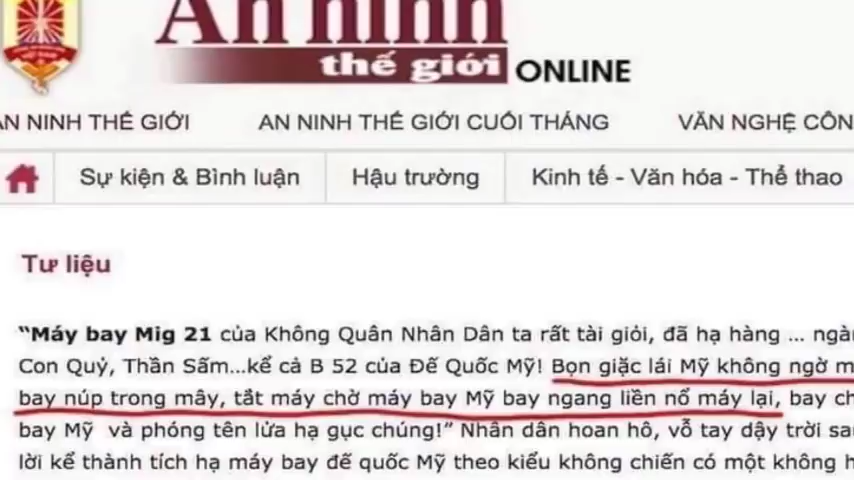 An ninh
thế giới ONLINE
AN NINH THẾ GIỚI AN NINH THẾ GIỚI CUỐI THÁNG VĂN NGHỆ CÔN
Sự kiện & Bình luận Hậu trường Kinh tế - Văn hóa - Thể thao
Tư liệu
“Máy bay Mig 21 của Không Quân Nhân Dân ta rất tài giỏi, đã hạ hàng ... ngàn
Con Quỷ, Thần Sấm...kể cả B 52 của Đế Quốc Mỹ! Bọn giặc lái Mỹ không ngờ m
bay núp trong mây, tắt máy chờ máy bay Mỹ bay ngang liền nổ máy lại, bay ch
bay Mỹ và phóng tên lửa hạ gục chúng!” Nhân dân hoan hô, vỗ tay dậy trời sa
lời kể thành tích hạ máy bay đế quốc Mỹ theo kiểu không chiến có một không h